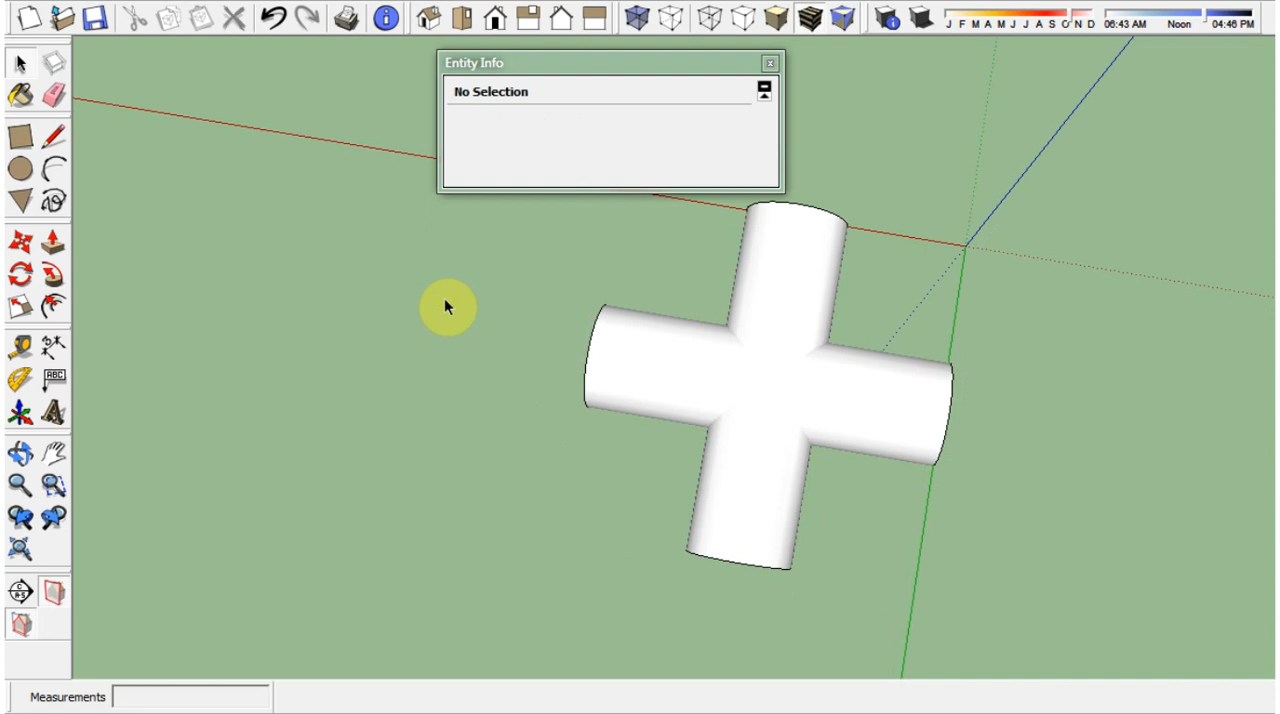 J F M A M J J A S O N D 06:43 AM Noon 04:46 PM
Entity Info
No Selection
ABC
Measurements